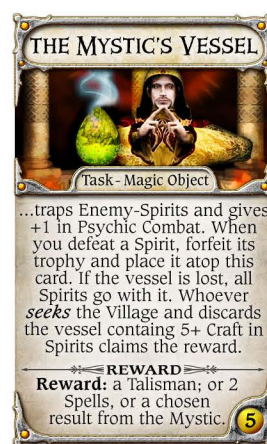 THE MYSTIC'S VESSEL
Task - Magic Object
...traps Enemy-Spirits and gives
+1 in Psychic Combat. When
you defeat a Spirit, forfeit its
trophy and place it atop this
card. If the vessel is lost, all
Spirits go with it. Whoever
seeks the Village and discards
the vessel containg 5+ Craft in
Spirits claims the reward.
REWARD
Reward: a Talisman; or 2
Spells, or a chosen
result from the Mystic.
5